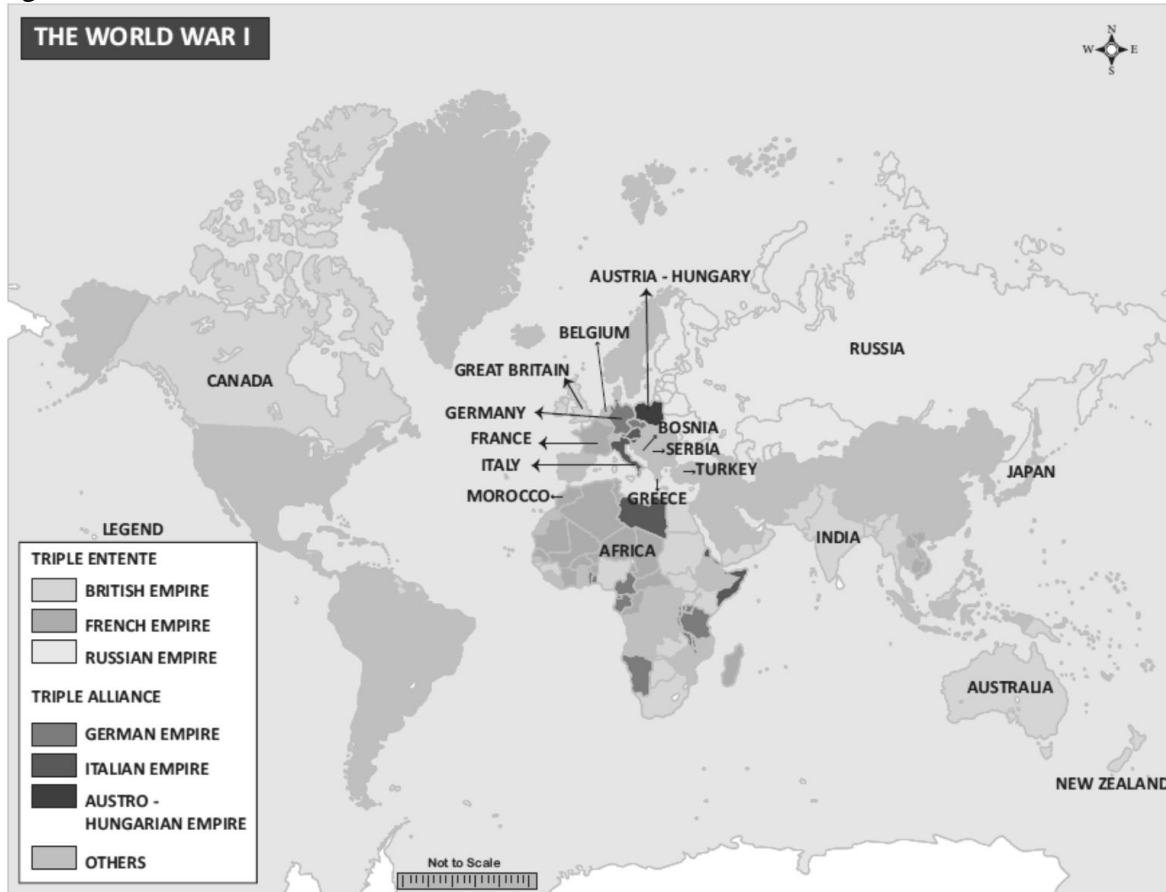 THE WORLD WAR I
N
W E
S
AUSTRIA - HUNGARY
BELGIUM
RUSSIA
GREAT BRITAIN
CANADA
GERMANY
BOSNIA
FRANCE
SERBIA
ITALY
TURKEY
JAPAN
MOROCCO
GREECE
INDIA
AFRICA
AUSTRALIA
NEW ZEALAND
LEGEND
TRIPLE ENTENTE
BRITISH EMPIRE
FRENCH EMPIRE
RUSSIAN EMPIRE
TRIPLE ALLIANCE
GERMAN EMPIRE
ITALIAN EMPIRE
AUSTRO -
HUNGARIAN EMPIRE
OTHERS
Not to Scale